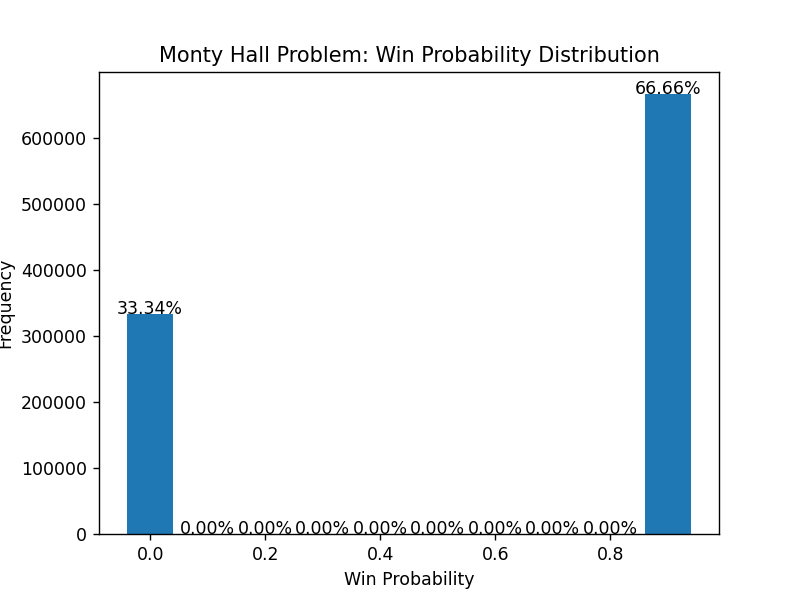 Monty Hall Problem: Win Probability Distribution
66.66%
600000
500000
400000
33.34%
300000
200000
100000
0
0.00% 0.00% 0.00% 0.00% 0.00% 0.00% 0.00% 0.00%
0.0 0.2 0.4 0.6 0.8
Win Probability
Frequency